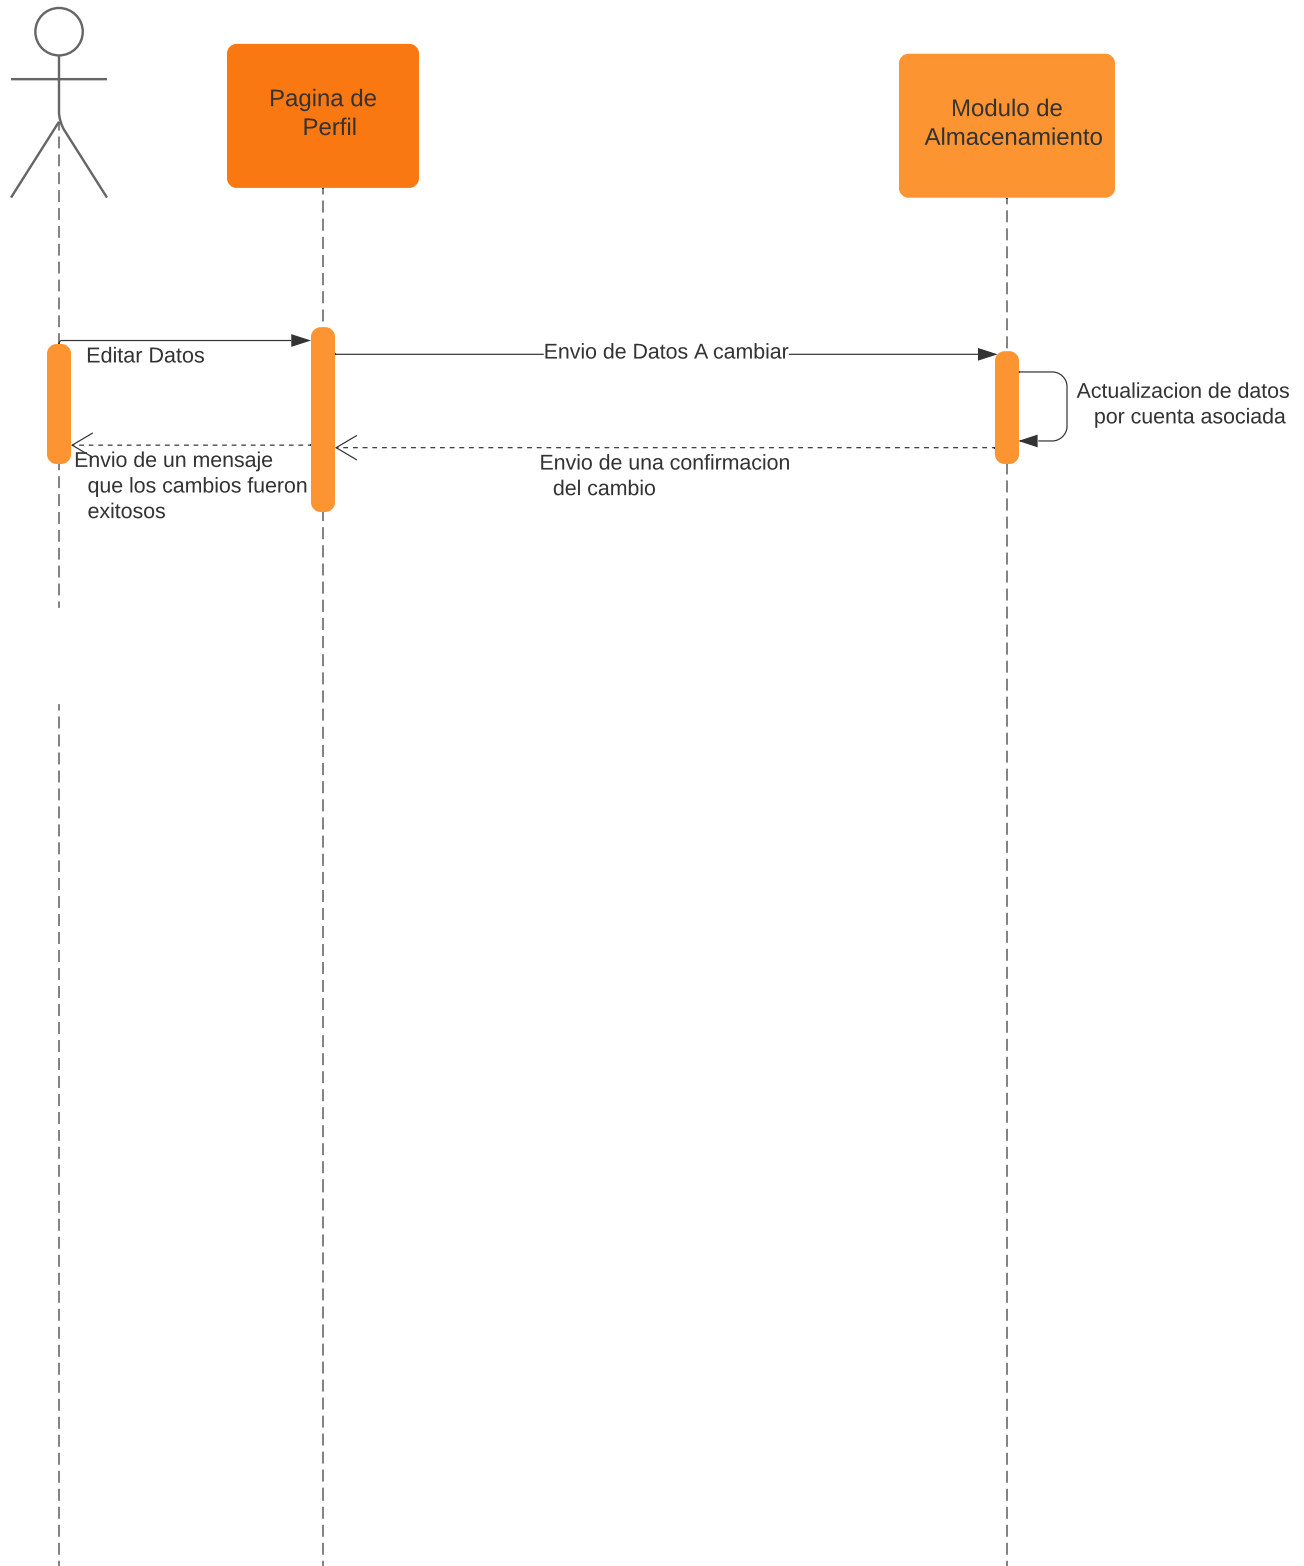 Pagina de
Perfil
Modulo de
Almacenamiento
Editar Datos
Envio de Datos A cambiar
Actualizacion de datos
por cuenta asociada
Envio de un mensaje
que los cambios fueron
exitosos
Envio de una confirmacion
del cambio